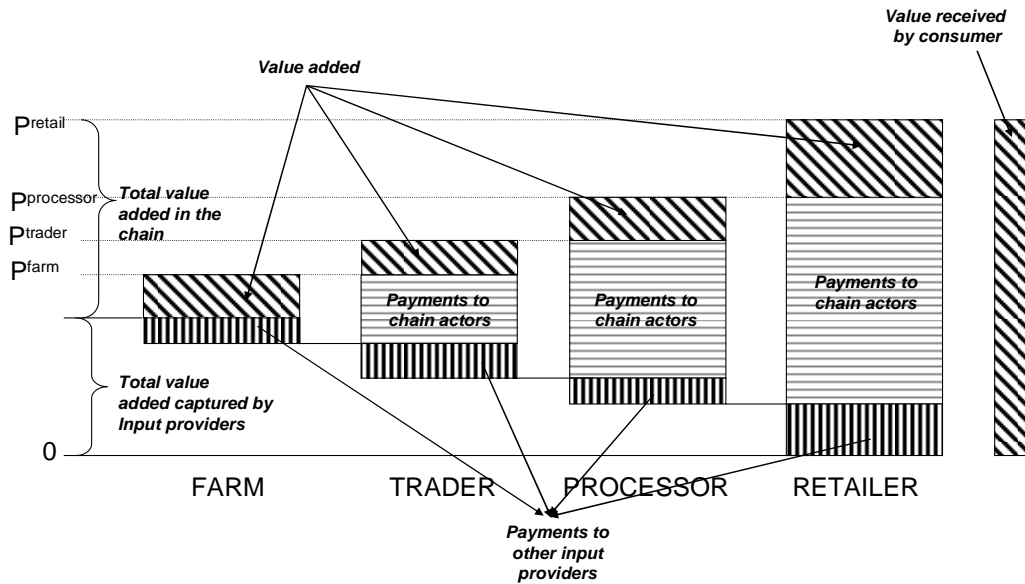 Value received
by consumer
Value added
Pretail
Pprocessor
Total value
added in the
chain
Ptrader
Pfarm
Payments to
chain actors
Payments to
chain actors
Payments to
chain actors
Total value
added captured by
Input providers
0
FARM
TRADER
PROCESSOR
RETAILER
Payments to
other input
providers